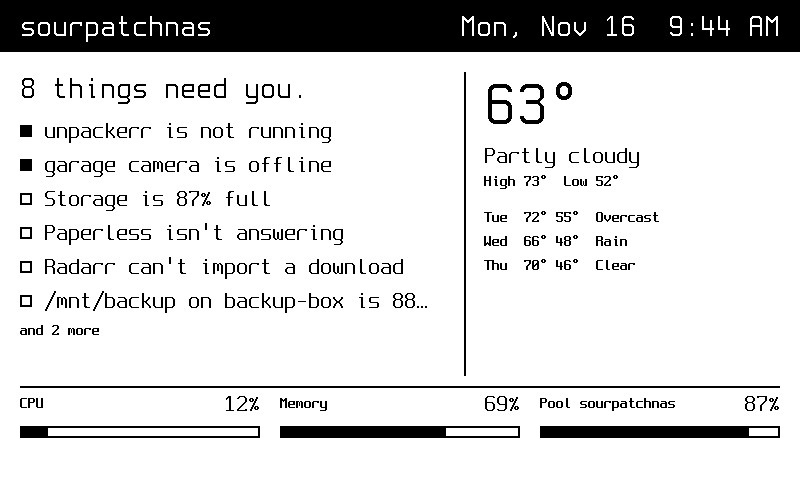 sourpatchnas
Mon, Nov 16 9:44 AM
8 things need you.
unpackerr is not running
garage camera is offline
Storage is 87% full
Paperless isn't answering
Radarr can't import a download
/mnt/backup on backup-box is 88…
and 2 more
63°
Partly cloudy
High 73° Low 52°
Tue 72° 55° Overcast
Wed 66° 48° Rain
Thu 70° 46° Clear
CPU 12%
Memory 69%
Pool sourpatchnas 87%